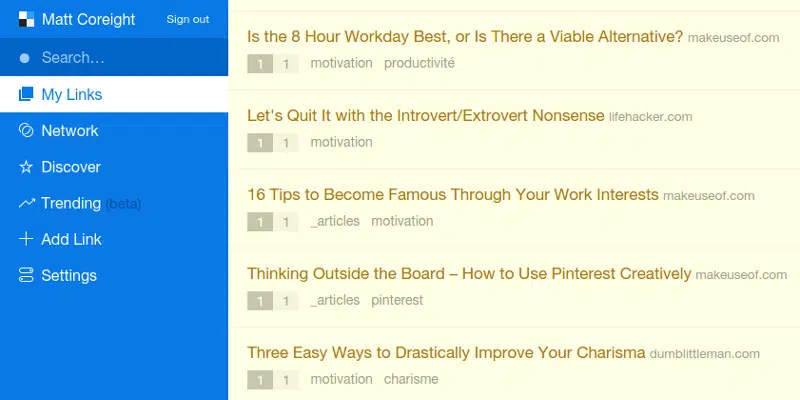 Matt Coreight Sign out
Search...
My Links
Network
Discover
Trending (beta)
Add Link
Settings
Is the 8 Hour Workday Best, or Is There a Viable Alternative? makeuseof.com
1 1 motivation productivité
Let's Quit It with the Introvert/Extrovert Nonsense lifehacker.com
1 1 motivation
16 Tips to Become Famous Through Your Work Interests makeuseof.com
1 1 _articles motivation
Thinking Outside the Board – How to Use Pinterest Creatively makeuseof.com
1 1 _articles pinterest
Three Easy Ways to Drastically Improve Your Charisma dumblittleman.com
1 1 motivation charisme